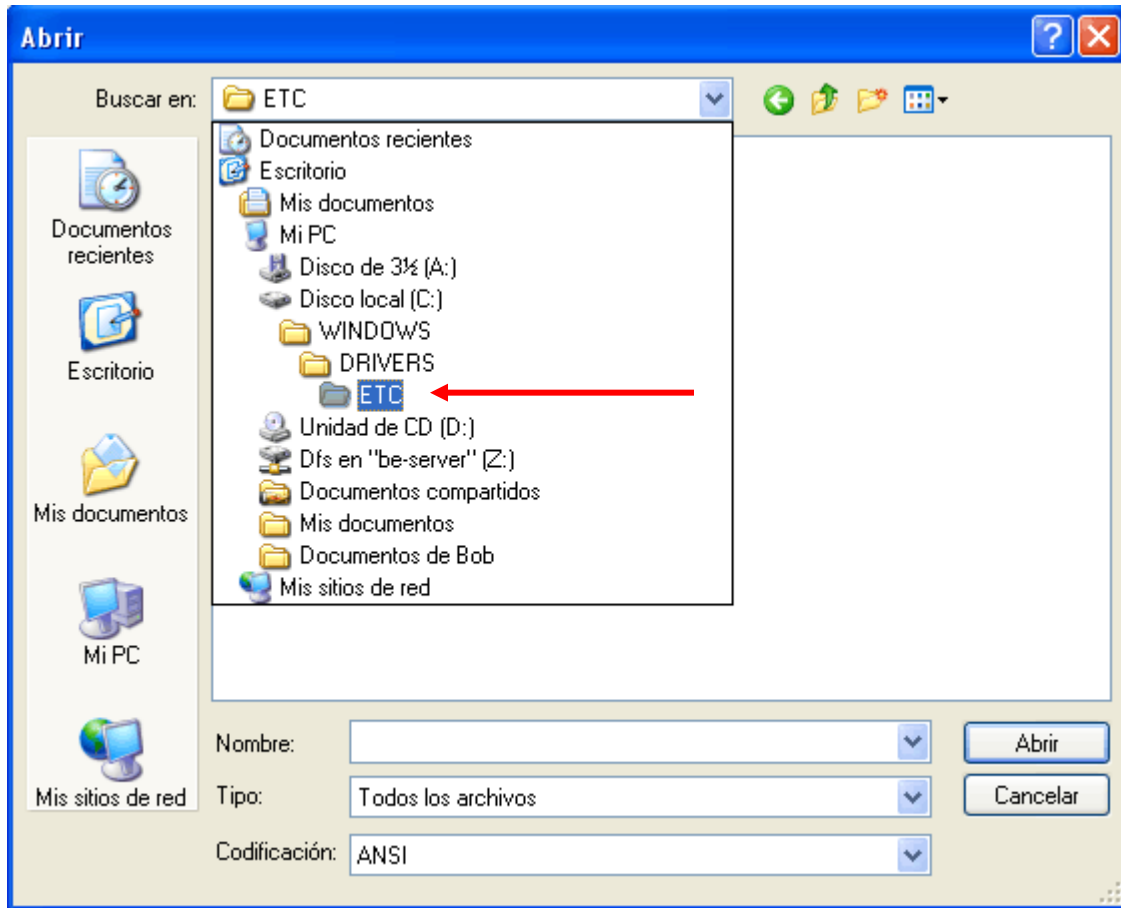 Abrir
Buscar en:
ETC
Documentos recientes
Escritorio
Mis documentos
Mi PC
Disco de 3½ (A:)
Disco local (C:)
WINDOWS
DRIVERS
ETC
Unidad de CD (D:)
Dfs en "be-server" (Z:)
Documentos compartidos
Mis documentos
Documentos de Bob
Mis sitios de red
Documentos
recientes
Escritorio
Mis documentos
Mi PC
Mis sitios de red
Nombre:
Abrir
Tipo:
Todos los archivos
Cancelar
Codificación:
ANSI